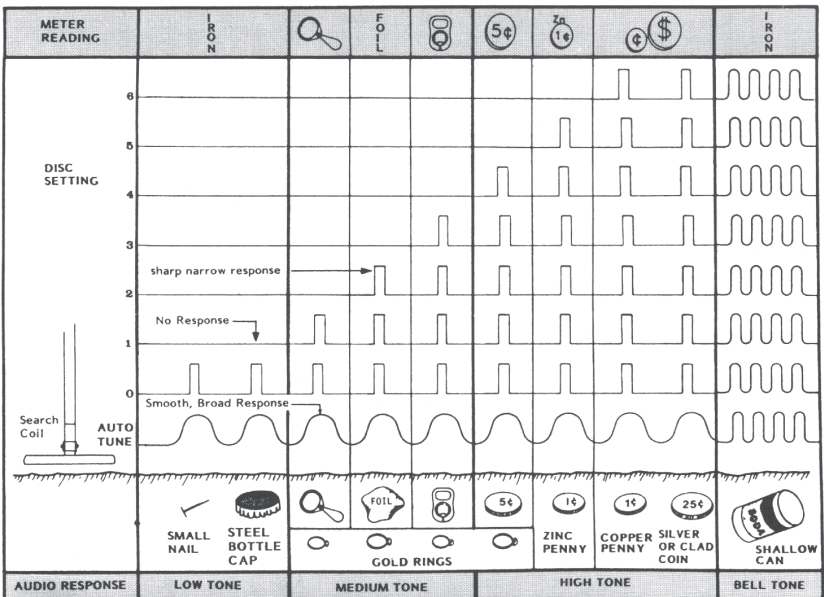 METER
READING
IRON
FOIL
5¢
Zn
1¢
¢
$
IRON
6
5
DISC
SETTING
4
3
sharp narrow response
2
No Response
1
0
Smooth, Broad Response
Search
Coil
AUTO
TUNE
FOIL
5¢
1¢
1¢
25¢
SODA
SMALL
NAIL
STEEL
BOTTLE
CAP
GOLD RINGS
ZINC
PENNY
COPPER
PENNY
SILVER
OR CLAD
COIN
SHALLOW
CAN
AUDIO RESPONSE
LOW TONE
MEDIUM TONE
HIGH TONE
BELL TONE